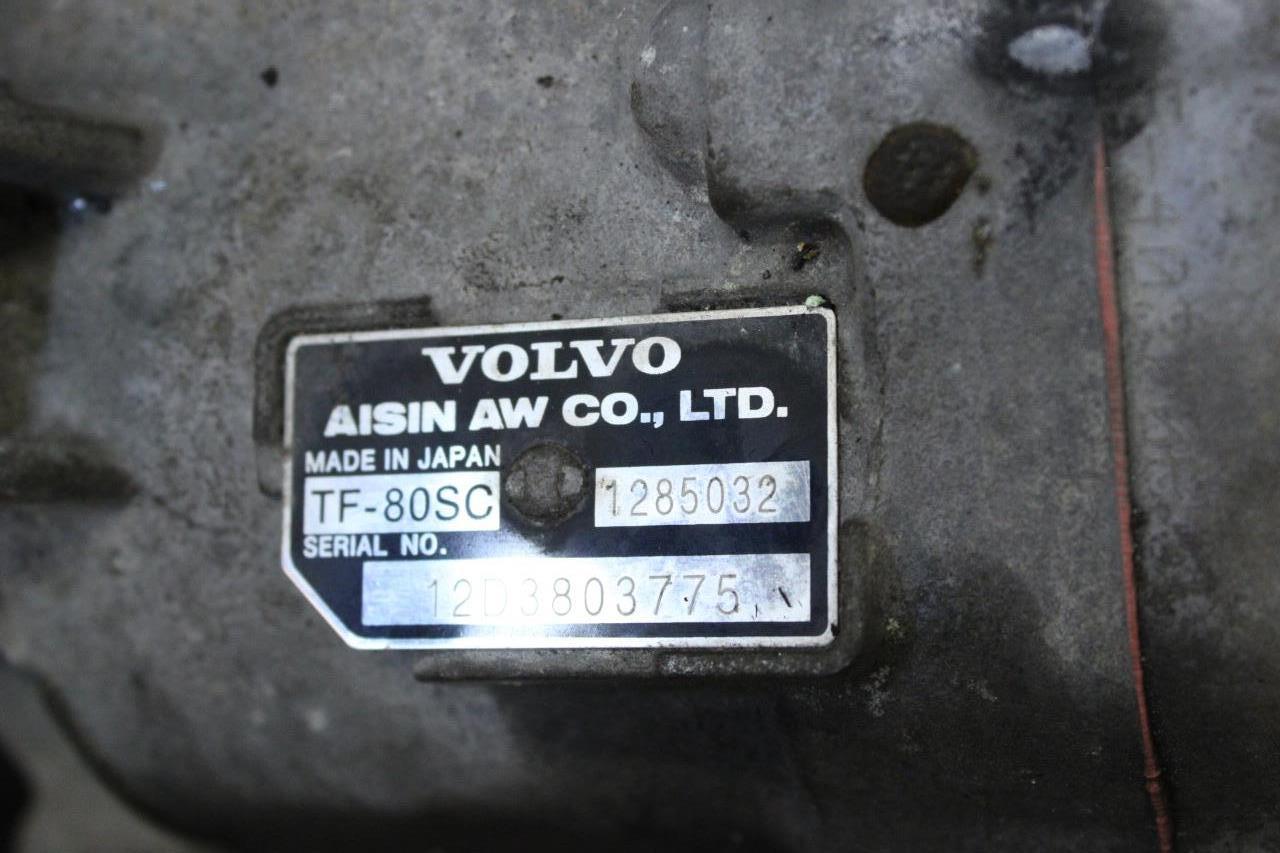 VOLVO
AISIN AW CO., LTD.
MADE IN JAPAN
TF-80SC 1285032
SERIAL NO.
12D3803775